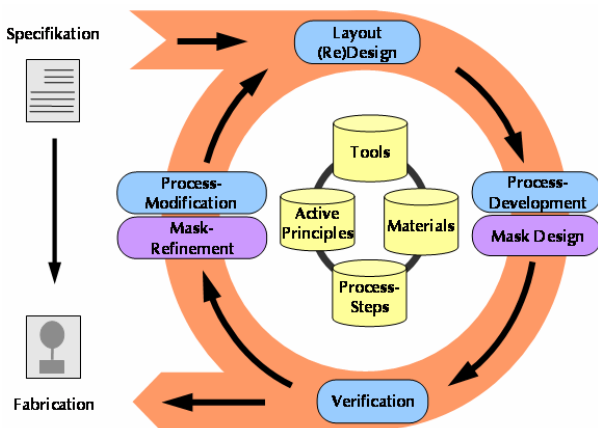 Specifikation
Layout
(Re)Design
Tools
Process-
Modification
Mask-
Refinement
Active
Principles
Materials
Process-
Development
Mask Design
Process-
Steps
Verification
Fabrication